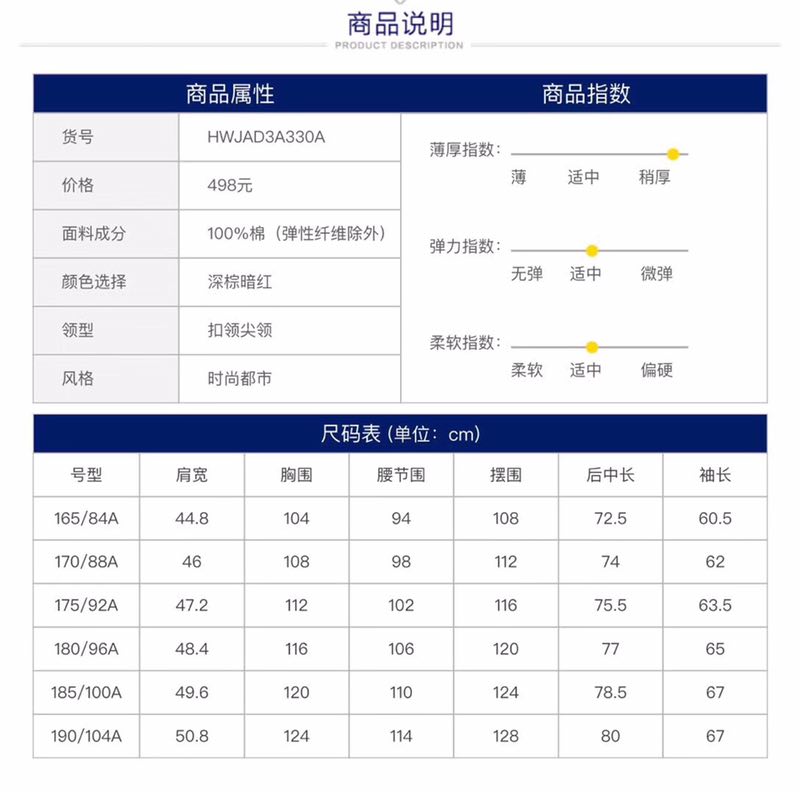 商品说明
PRODUCT DESCRIPTION
商品属性 商品指数
货号 HWJAD3A330A
价格 498元
面料成分 100%棉（弹性纤维除外）
颜色选择 深棕暗红
领型 扣领尖领
风格 时尚都市
薄厚指数：
薄 适中 稍厚
弹力指数：
无弹 适中 微弹
柔软指数：
柔软 适中 偏硬
尺码表 (单位：cm)
号型 肩宽 胸围 腰节围 摆围 后中长 袖长
165/84A 44.8 104 94 108 72.5 60.5
170/88A 46 108 98 112 74 62
175/92A 47.2 112 102 116 75.5 63.5
180/96A 48.4 116 106 120 77 65
185/100A 49.6 120 110 124 78.5 67
190/104A 50.8 124 114 128 80 67